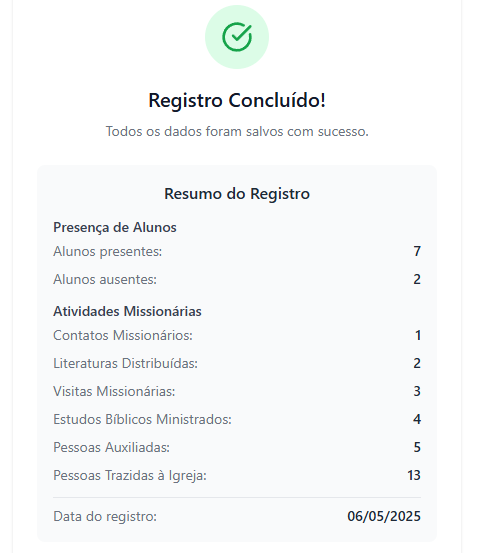 Registro Concluído!
Todos os dados foram salvos com sucesso.
Resumo do Registro
Presença de Alunos
Alunos presentes: 7
Alunos ausentes: 2
Atividades Missionárias
Contatos Missionários: 1
Literaturas Distribuídas: 2
Visitas Missionárias: 3
Estudos Bíblicos Ministrados: 4
Pessoas Auxiliadas: 5
Pessoas Trazidas à Igreja: 13
Data do registro: 06/05/2025